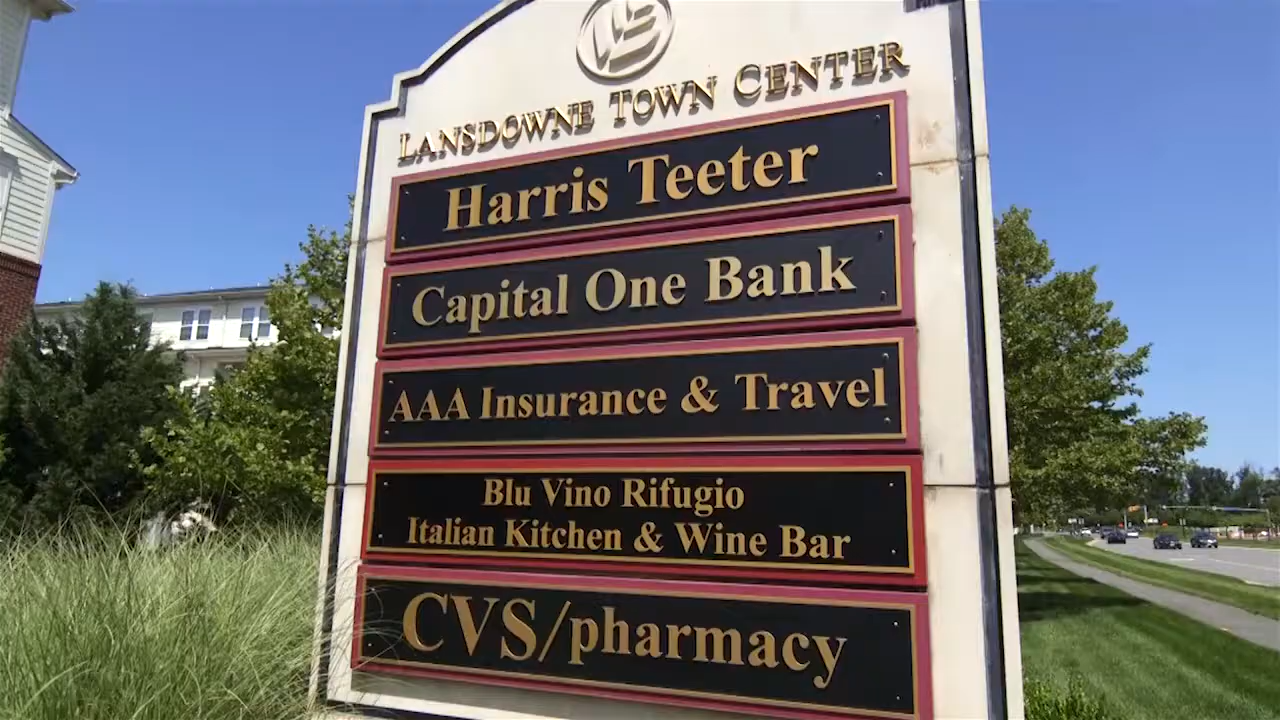 LANSDOWNE TOWN CENTER
Harris Teeter
Capital One Bank
AAA Insurance & Travel
Blu Vino Rifugio
Italian Kitchen & Wine Bar
CVS/pharmacy